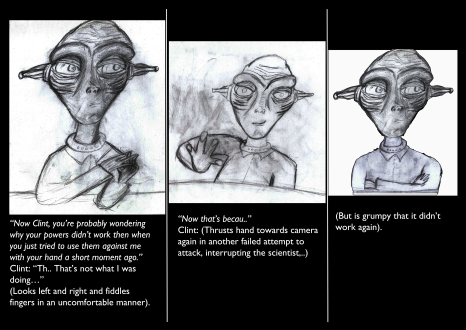 “Now Clint, you’re probably wondering
why your powers didn’t work then when
you just tried to use them against me
with your hand a short moment ago.”
Clint: “Th.. That’s not what I was
doing…”
(Looks left and right and fiddles
fingers in an uncomfortable manner).
“Now that’s becau..”
Clint: (Thrusts hand towards camera
again in another failed attempt to
attack, interrupting the scientist,..)
(But is grumpy that it didn’t
work again).